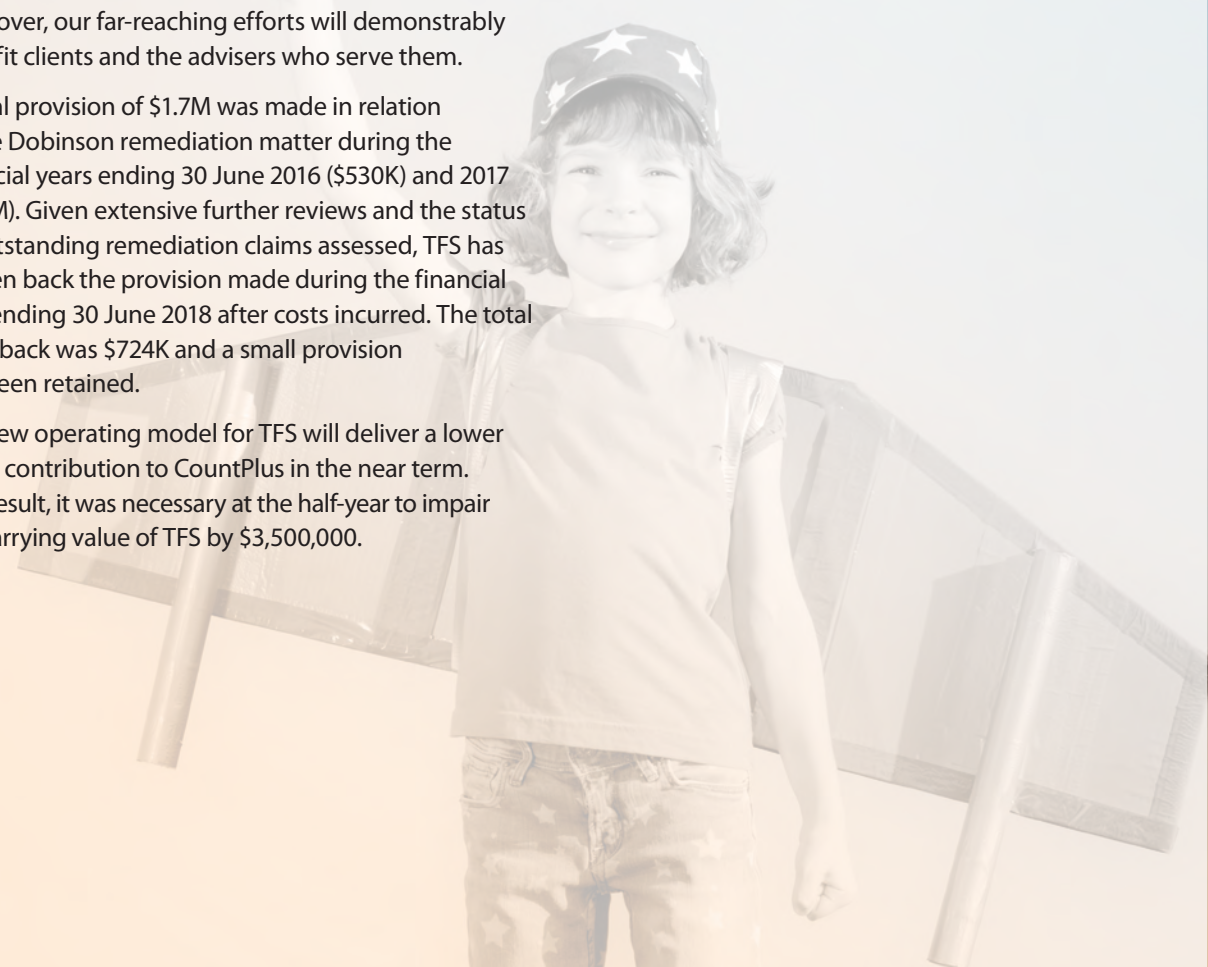 over, our far-reaching efforts will demonstrably
fit clients and the advisers who serve them.
al provision of $1.7M was made in relation
e Dobinson remediation matter during the
cial years ending 30 June 2016 ($530K) and 2017
M). Given extensive further reviews and the status
tstanding remediation claims assessed, TFS has
en back the provision made during the financial
ending 30 June 2018 after costs incurred. The total
back was $724K and a small provision
een retained.
ew operating model for TFS will deliver a lower
contribution to CountPlus in the near term.
esult, it was necessary at the half-year to impair
arrying value of TFS by $3,500,000.